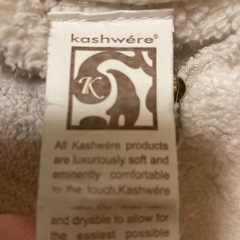 kashwére®
K
All Kashwére products
are luxuriously soft and
eminently comfortable
to the touch.Kashwére
and dryable to allow for
the easiest possible